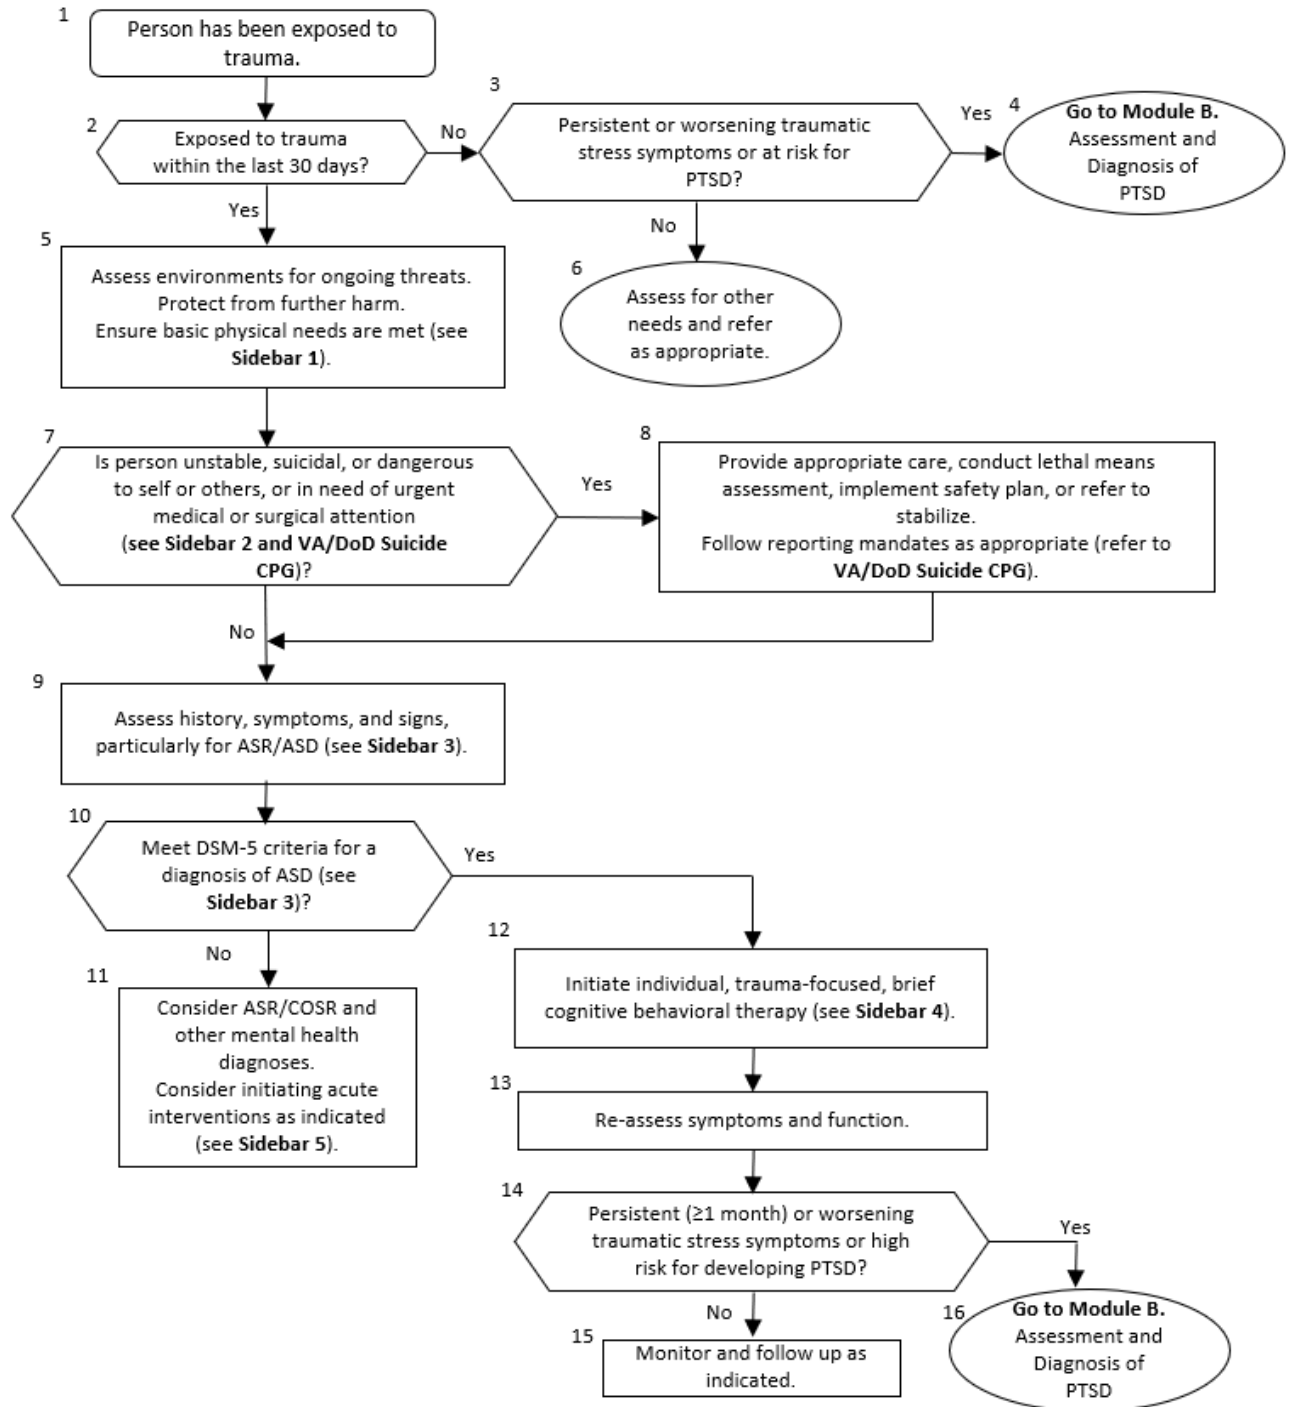 1
Person has been exposed to
trauma.
2
Exposed to trauma
within the last 30 days?
No
3
Persistent or worsening traumatic
stress symptoms or at risk for
PTSD?
Yes
4
Go to Module B.
Assessment and
Diagnosis of
PTSD
Yes
No
5
Assess environments for ongoing threats.
Protect from further harm.
Ensure basic physical needs are met (see
Sidebar 1).
6
Assess for other
needs and refer
as appropriate.
7
Is person unstable, suicidal, or dangerous
to self or others, or in need of urgent
medical or surgical attention
(see Sidebar 2 and VA/DoD Suicide
CPG)?
Yes
8
Provide appropriate care, conduct lethal means
assessment, implement safety plan, or refer to
stabilize.
Follow reporting mandates as appropriate (refer to
VA/DoD Suicide CPG).
No
9
Assess history, symptoms, and signs,
particularly for ASR/ASD (see Sidebar 3).
10
Meet DSM-5 criteria for a
diagnosis of ASD (see
Sidebar 3)?
Yes
No
11
Consider ASR/COSR and
other mental health
diagnoses.
Consider initiating acute
interventions as indicated
(see Sidebar 5).
12
Initiate individual, trauma-focused, brief
cognitive behavioral therapy (see Sidebar 4).
13
Re-assess symptoms and function.
14
Persistent (≥1 month) or worsening
traumatic stress symptoms or high
risk for developing PTSD?
Yes
No
15
Monitor and follow up as
indicated.
16
Go to Module B.
Assessment and
Diagnosis of
PTSD